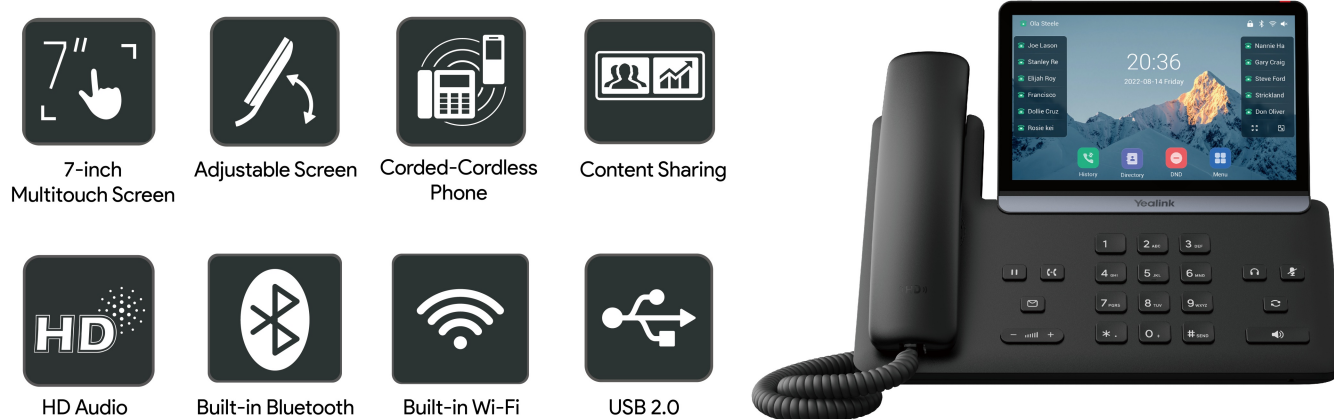 7"
7-inch
Multitouch Screen
Adjustable Screen
Corded-Cordless
Phone
Content Sharing
HD
HD Audio
Built-in Bluetooth
Built-in Wi-Fi
USB 2.0
Ola Steele
Joe Lason
Stanley Re
Elijah Roy
Francisco
Dollie Cruz
Rosie kei
20:36
2022-08-14 Friday
Nannie Ha
Gary Craig
Steve Ford
Strickland
Don Oliver
History
Directory
DND
Menu
Yealink
1
2 ABC
3 DEF
4 GHI
5 JKL
6 MNO
7 PQRS
8 TUV
9 WXYZ
* .
0 +
# SEND
- +